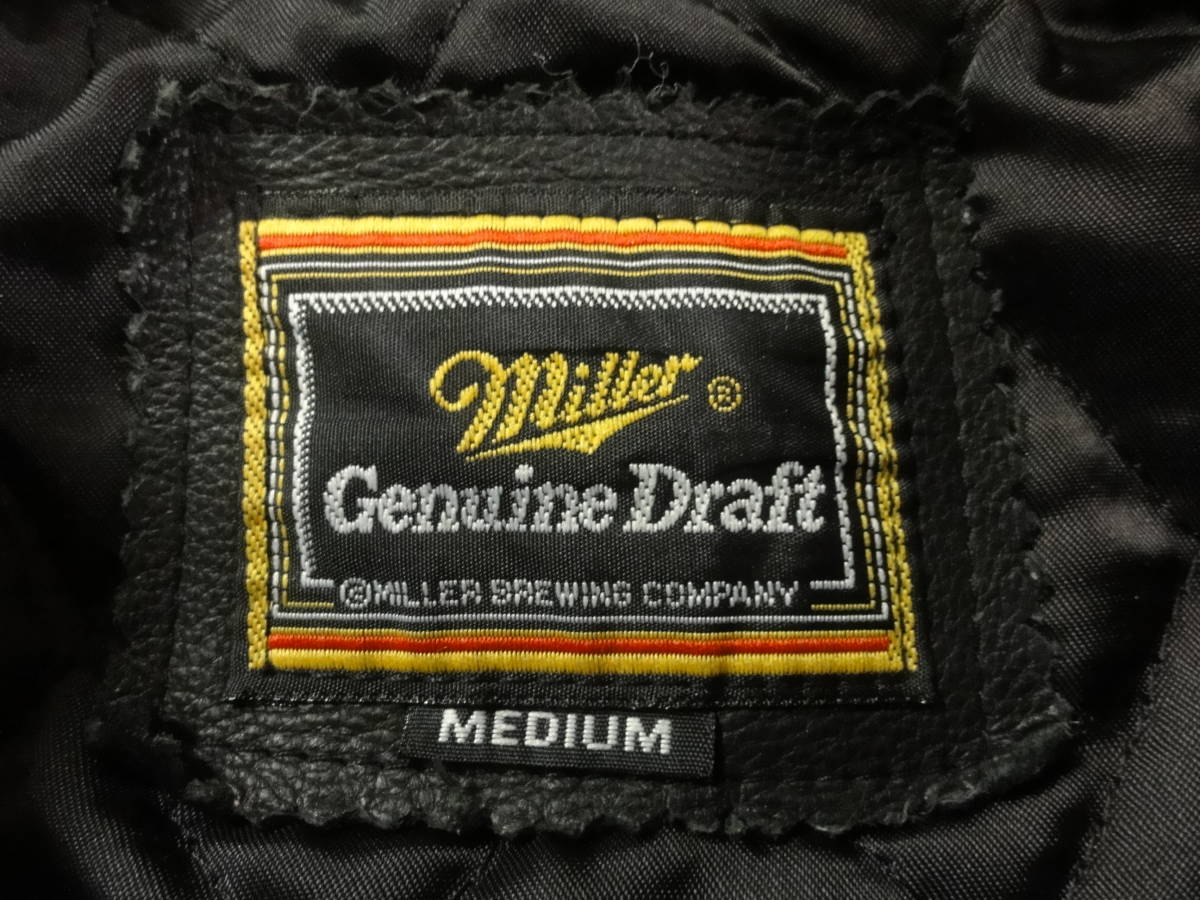 Miller ®
Genuine Draft
©MILLER BREWING COMPANY
MEDIUM